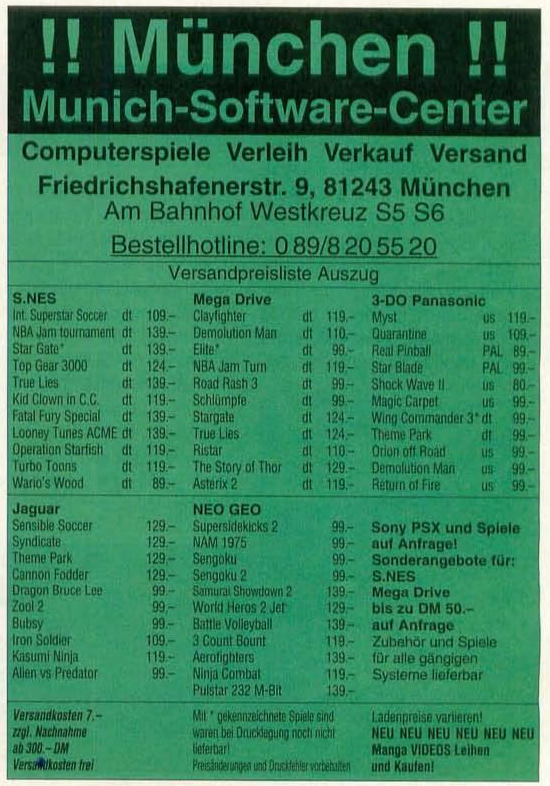 !! München !!
Munich-Software-Center
Computerspiele Verleih Verkauf Versand
Friedrichshafenerstr. 9, 81243 München
Am Bahnhof Westkreuz S5 S6
Bestellhotline: 0 89/8 20 55 20
Versandpreisliste Auszug
S.NES
Int. Superstar Soccer dt 109.–
NBA Jam tournament dt 139.–
Star Gate* dt 139.–
Top Gear 3000 dt 124.–
True Lies dt 139.–
Kid Clown in C.C. dt 119.–
Fatal Fury Special dt 139.–
Looney Tunes ACME dt 139.–
Operation Starfish dt 119.–
Turbo Toons dt 119.–
Wario's Wood dt 89.–
Mega Drive
Clayfighter dt 119.–
Demolution Man dt 110.–
Elite* dt 99.–
NBA Jam Turn dt 119.–
Road Rash 3 dt 99.–
Schlümpfe dt 99.–
Stargate dt 124.–
True Lies dt 124.–
Ristar dt 110.–
The Story of Thor dt 129.–
Asterix 2 dt 119.–
3-DO Panasonic
Myst us 119.–
Quarantine us 109.–
Real Pinball PAL 89.–
Star Blade PAL 99.–
Shock Wave II us 80.–
Magic Carpet us 99.–
Wing Commander 3* dt 99.–
Theme Park dt 99.–
Orion off Road us 99.–
Demolution Man us 99.–
Return of Fire us 99.–
Jaguar
Sensible Soccer 129.–
Syndicate 129.–
Theme Park 129.–
Cannon Fodder 129.–
Dragon Bruce Lee 99.–
Zool 2 99.–
Bubsy 99.–
Iron Soldier 109.–
Kasumi Ninja 119.–
Alien vs Predator 99.–
NEO GEO
Supersidekicks 2 99.–
NAM 1975 99.–
Sengoku 99.–
Sengoku 2 99.–
Samurai Showdown 2 139.–
World Heros 2 Jet 129.–
Battle Volleyball 139.–
3 Count Bount 119.–
Aerofighters 139.–
Ninja Combat 119.–
Pulstar 232 M-Bit 139.–
Sony PSX und Spiele
auf Anfrage!
Sonderangebote für:
S.NES
Mega Drive
bis zu DM 50.–
auf Anfrage
Zubehör und Spiele
für alle gängigen
Systeme lieferbar
Versandkosten 7.–
zzgl. Nachnahme
ab 300.– DM
Versandkosten frei
Mit * gekennzeichnete Spiele sind
waren bei Drucklegung noch nicht
lieferbar!
Preisänderungen und Druckfehler vorbehalten
Ladenpreise variieren!
NEU NEU NEU NEU NEU NEU
Manga VIDEOS Leihen
und Kaufen!